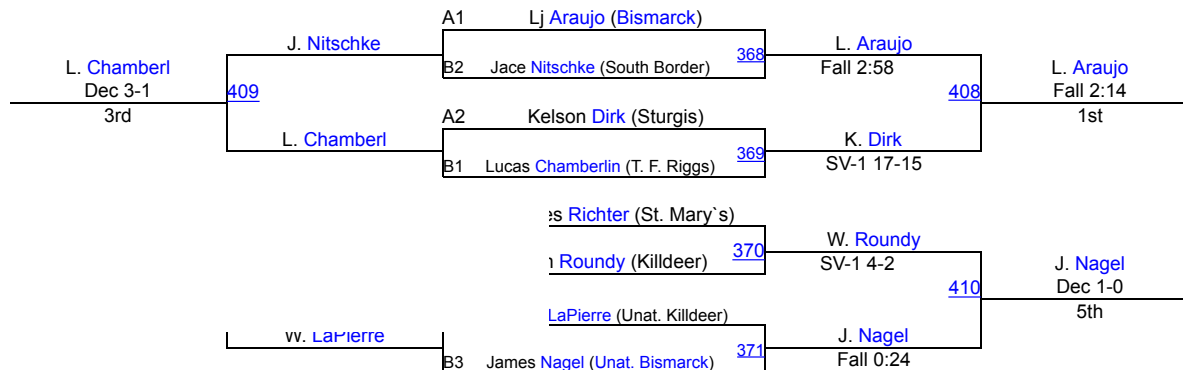 A1 Lj Araujo (Bismarck)
J. Nitschke 368 L. Araujo
L. Chamberl B2 Jace Nitschke (South Border) Fall 2:58 L. Araujo
Dec 3-1 409 408 Fall 2:14
3rd A2 Kelson Dirk (Sturgis) 1st
L. Chamberl 369 K. Dirk
B1 Lucas Chamberlin (T. F. Riggs) SV-1 17-15
Richter (St. Mary`s)
370 W. Roundy
Roundy (Killdeer) SV-1 4-2 J. Nagel
410 Dec 1-0
LaPierre (Unat. Killdeer) 5th
W. LaPierre 371 J. Nagel
B3 James Nagel (Unat. Bismarck) Fall 0:24